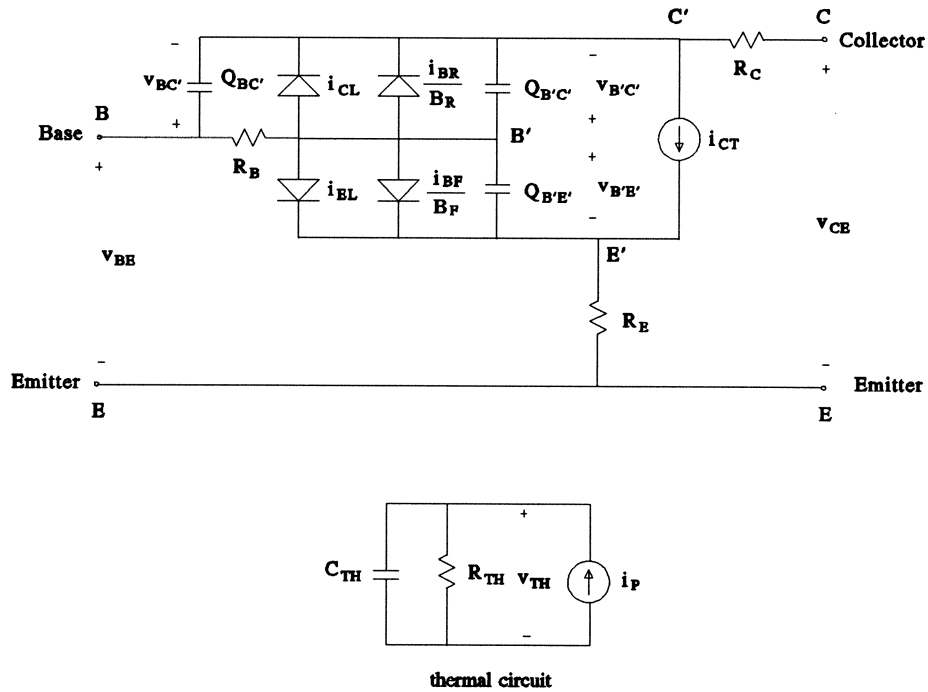 C' C
Collector
− − + − + + − +
v_BC' Q_BC' i_CL i_BR/B_R Q_B'C' v_B'C' R_C
B
Base
+
R_B B' i_CT
i_EL i_BF/B_F Q_B'E' v_B'E'
v_BE E' v_CE
R_E
− −
Emitter Emitter
E E
+
C_TH R_TH v_TH i_P
−
thermal circuit